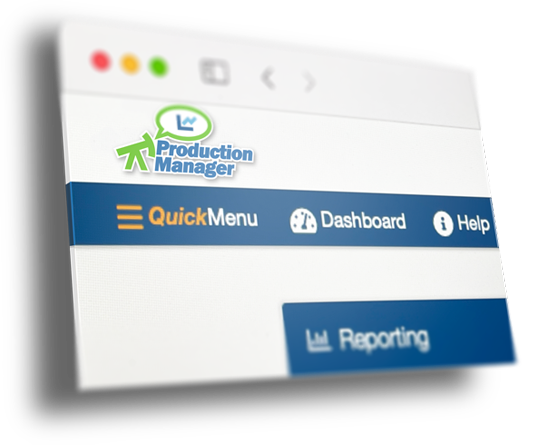 Production
Manager
QuickMenu Dashboard Help
Reporting